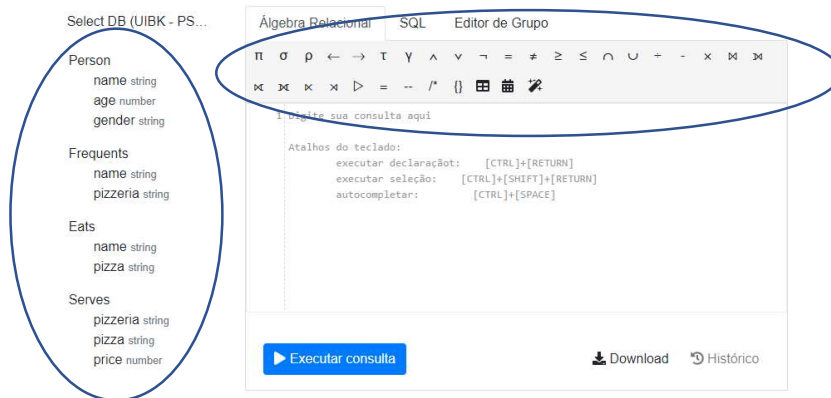 Select DB (UIBK - PS...
Person
name string
age number
gender string
Frequents
name string
pizzeria string
Eats
name string
pizza string
Serves
pizzeria string
pizza string
price number
Álgebra Relacional SQL Editor de Grupo
π σ ρ ← → τ γ ∧ ∨ ¬ = ≠ ≥ ≤ ∩ ∪ ÷ - × ⨝ ⟕
⟖ ⟗ ⋉ ⋊ ▷ = -- /* {}
1 Digite sua consulta aqui
Atalhos do teclado:
executar declaraçãot: [CTRL]+[RETURN]
executar seleção: [CTRL]+[SHIFT]+[RETURN]
autocompletar: [CTRL]+[SPACE]
Executar consulta
Download
Histórico